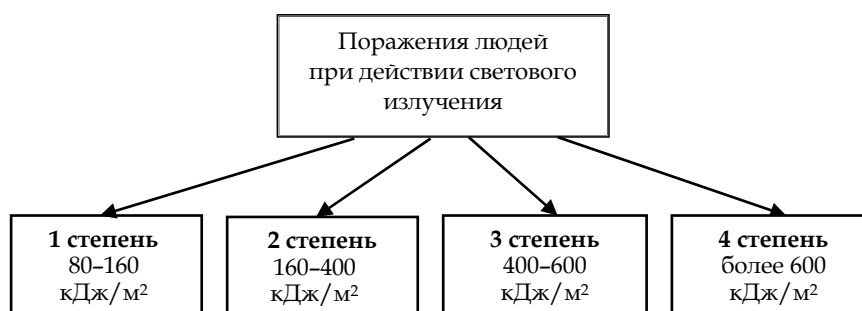 Поражения людей
при действии светового
излучения
1 степень
80–160
кДж/м²
2 степень
160–400
кДж/м²
3 степень
400–600
кДж/м²
4 степень
более 600
кДж/м²